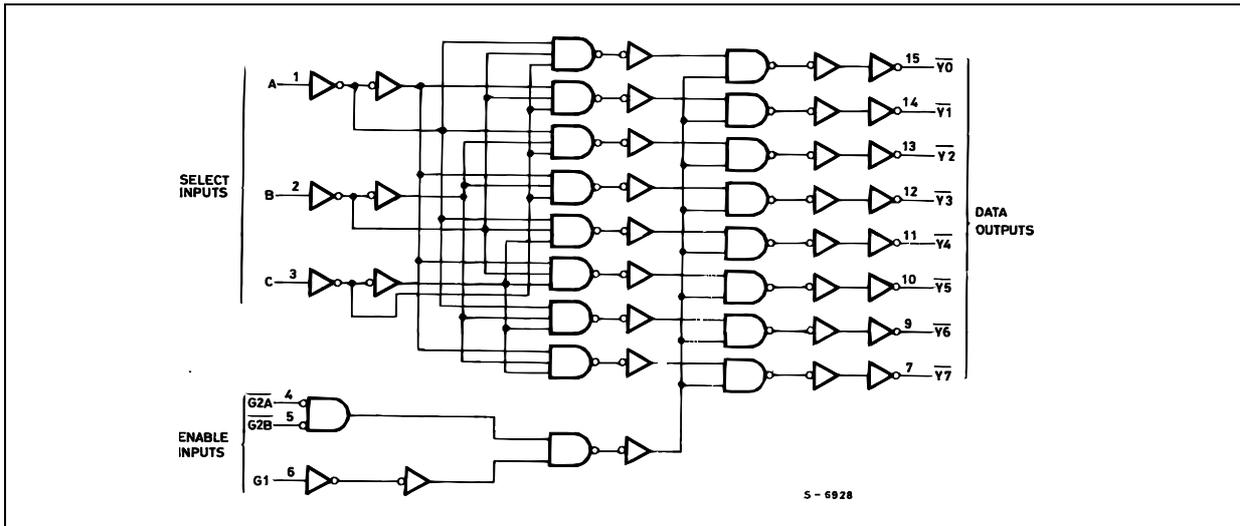 A 1
B 2
C 3
SELECT
INPUTS
G2A 4
G2B 5
ENABLE
INPUTS
G1 6
15 Y0
14 Y1
13 Y2
12 Y3
11 Y4
10 Y5
9 Y6
7 Y7
DATA
OUTPUTS
S-6928